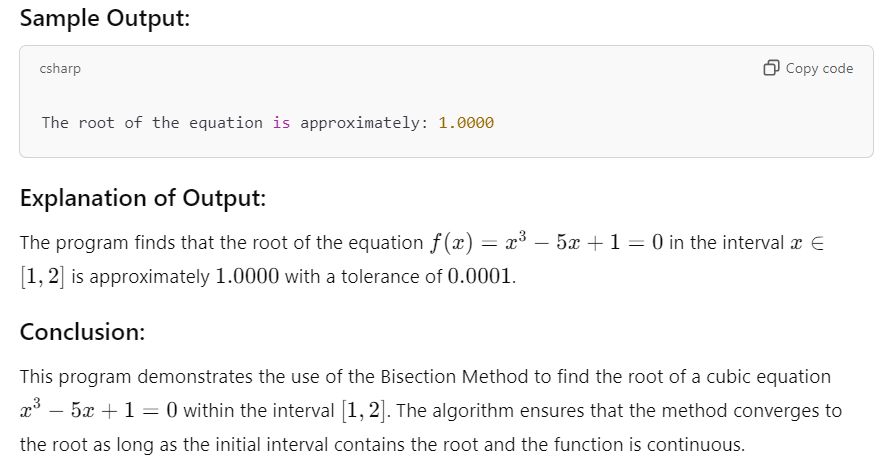 Sample Output:
csharp
Copy code
The root of the equation is approximately: 1.0000
Explanation of Output:
The program finds that the root of the equation f(x) = x³ − 5x + 1 = 0 in the interval x ∈
[1, 2] is approximately 1.0000 with a tolerance of 0.0001.
Conclusion:
This program demonstrates the use of the Bisection Method to find the root of a cubic equation
x³ − 5x + 1 = 0 within the interval [1, 2]. The algorithm ensures that the method converges to
the root as long as the initial interval contains the root and the function is continuous.